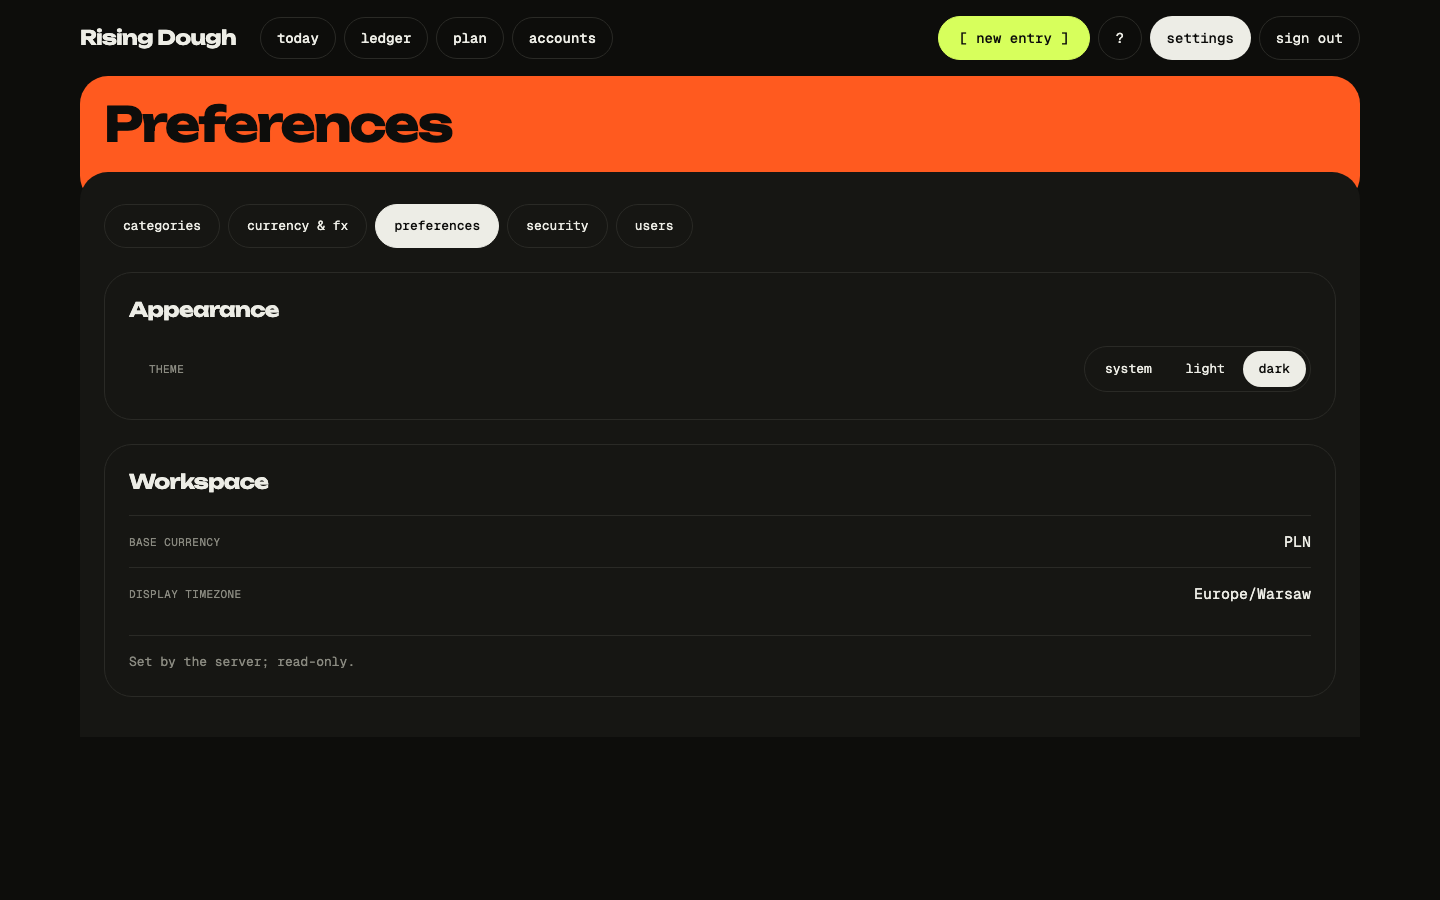 Rising Dough today ledger plan accounts [ new entry ] ? settings sign out
Preferences
categories currency & fx preferences security users
Appearance
THEME system light dark
Workspace
BASE CURRENCY PLN
DISPLAY TIMEZONE Europe/Warsaw
Set by the server; read-only.